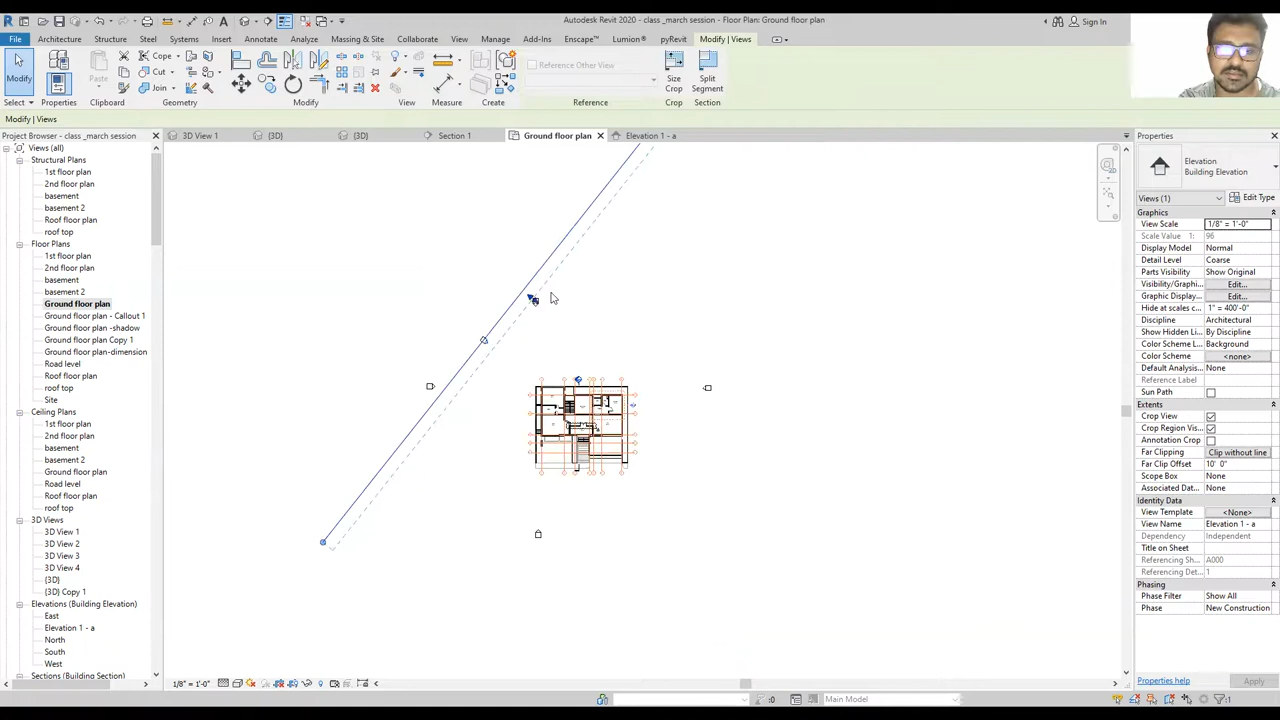 Autodesk Revit 2020 - class _march session - Floor Plan: Ground floor plan
Sign In
File Architecture Structure Steel Systems Insert Annotate Analyze Massing & Site Collaborate View Manage Add-Ins Enscape™ Lumion® pyRevit Modify | Views
Modify
Paste
Cope
Cut
Join
Reference Other View
Size Crop
Split Segment
Select Properties Clipboard Geometry Modify View Measure Create Reference Crop Section
Modify | Views
Project Browser - class _march session
3D View 1 {3D} {3D} Section 1 Ground floor plan Elevation 1 - a
Views (all)
Structural Plans
1st floor plan
2nd floor plan
basement
basement 2
Roof floor plan
roof top
Floor Plans
1st floor plan
2nd floor plan
basement
basement 2
Ground floor plan
Ground floor plan - Callout 1
Ground floor plan -shadow
Ground floor plan Copy 1
Ground floor plan-dimension
Road level
Roof floor plan
roof top
Site
Ceiling Plans
1st floor plan
2nd floor plan
basement
basement 2
Ground floor plan
Road level
Roof floor plan
roof top
3D Views
3D View 1
3D View 2
3D View 3
3D View 4
{3D}
{3D} Copy 1
Elevations (Building Elevation)
East
Elevation 1 - a
North
South
West
Sections (Building Section)
1/8" = 1'-0"
:0
Main Model
:1
Properties
Elevation
Building Elevation
Views (1) Edit Type
Graphics
View Scale 1/8" = 1'-0"
Scale Value 1: 96
Display Model Normal
Detail Level Coarse
Parts Visibility Show Original
Visibility/Graphi... Edit...
Graphic Display... Edit...
Hide at scales c... 1" = 400'-0"
Discipline Architectural
Show Hidden Li... By Discipline
Color Scheme L... Background
Color Scheme <none>
Default Analysis... None
Reference Label
Sun Path
Extents
Crop View
Crop Region Vis...
Annotation Crop
Far Clipping Clip without line
Far Clip Offset 10' 0"
Scope Box None
Associated Dat... None
Identity Data
View Template <None>
View Name Elevation 1 - a
Dependency Independent
Title on Sheet
Referencing Sh... A000
Referencing Det... 1
Phasing
Phase Filter Show All
Phase New Construction
Properties help Apply